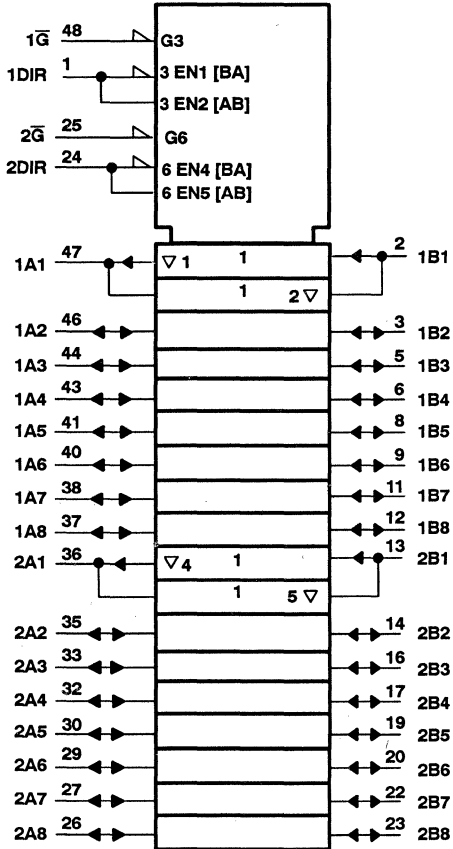 1G̅ 48 G3
1DIR 1 3 EN1 [BA]
3 EN2 [AB]
2G̅ 25 G6
2DIR 24 6 EN4 [BA]
6 EN5 [AB]
1A1 47 ▽ 1 1 2 1B1
1 2 ▽
1A2 46 3 1B2
1A3 44 5 1B3
1A4 43 6 1B4
1A5 41 8 1B5
1A6 40 9 1B6
1A7 38 11 1B7
1A8 37 12 1B8
2A1 36 ▽ 4 1 13 2B1
1 5 ▽
2A2 35 14 2B2
2A3 33 16 2B3
2A4 32 17 2B4
2A5 30 19 2B5
2A6 29 20 2B6
2A7 27 22 2B7
2A8 26 23 2B8